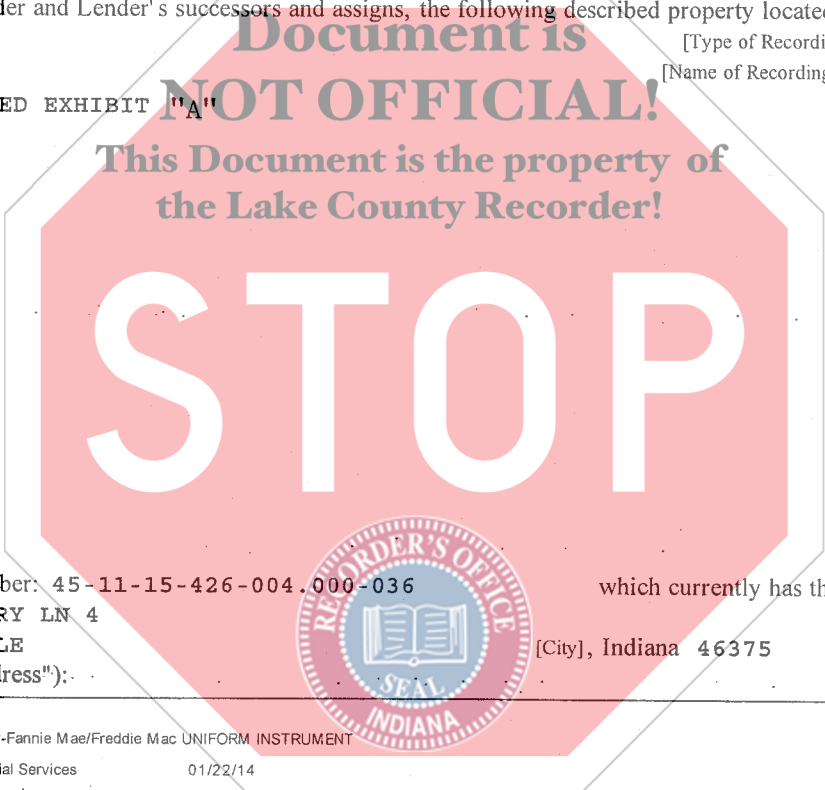 der and Lender's successors and assigns, the following described property located
Document is
[Type of Recordi
[Name of Recording
NOT OFFICIAL!
ED EXHIBIT "A"
This Document is the property of
the Lake County Recorder!
STOP
RECORDER'S OFFICE
ber: 45-11-15-426-004.000-036 which currently has th
RY LN 4
LE [City], Indiana 46375
dress"):
SEAL
INDIANA
-Fannie Mae/Freddie Mac UNIFORM INSTRUMENT
ial Services 01/22/14